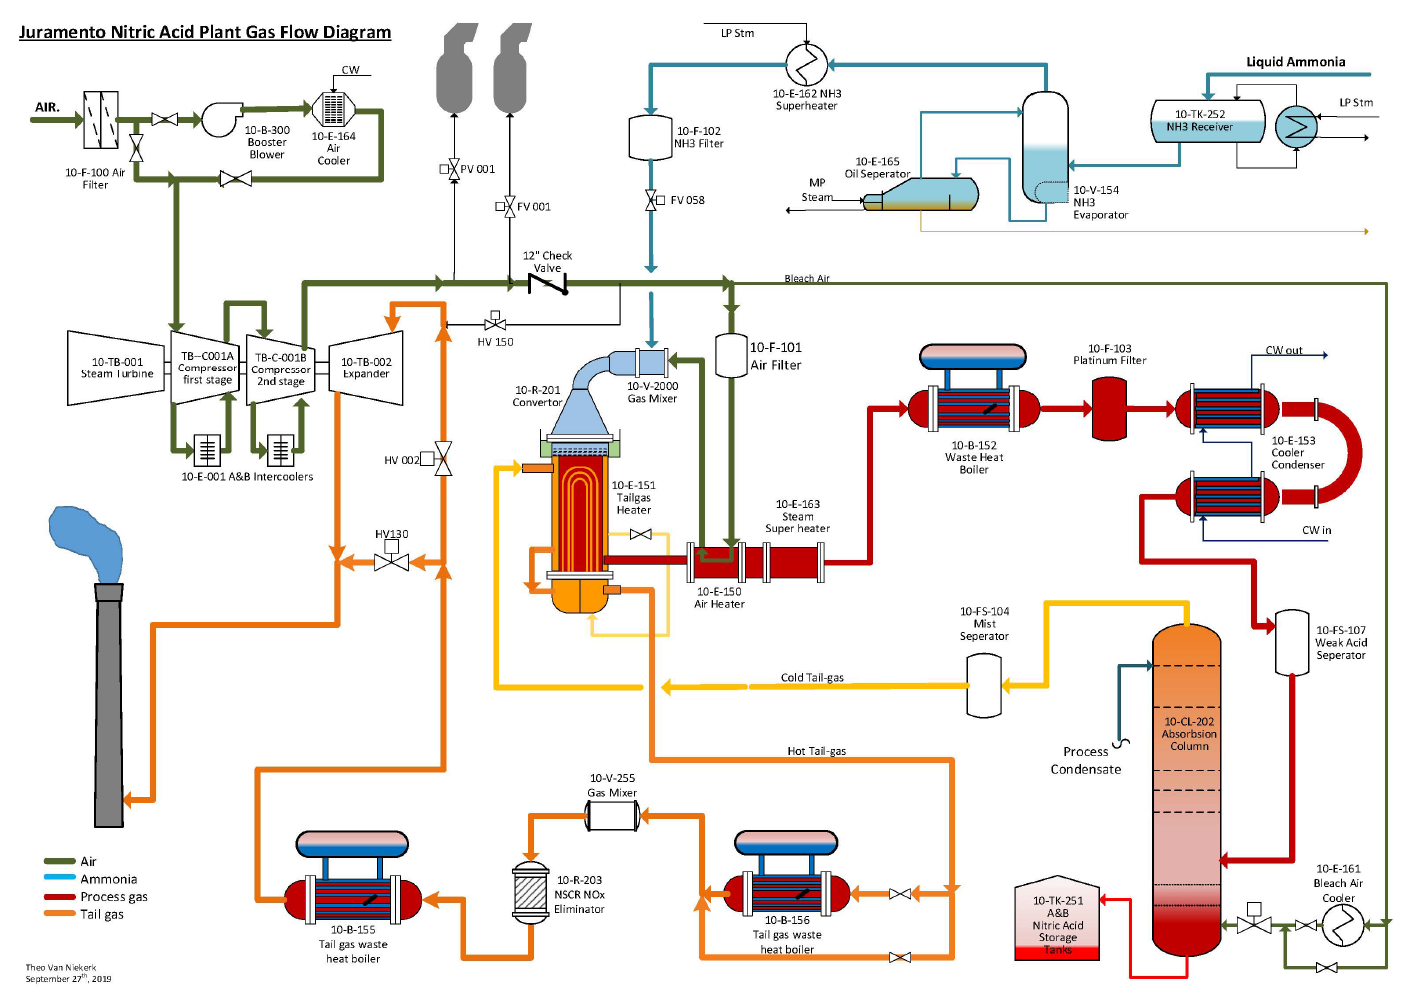 Juramento Nitric Acid Plant Gas Flow Diagram
AIR.
CW
10-F-100 Air
Filter
10-B-300
Booster
Blower
10-E-164
Air
Cooler
PV 001
FV 001
LP Stm
10-E-162 NH3
Superheater
10-F-102
NH3 Filter
FV 058
10-E-165
Oil Seperator
MP
Steam
Liquid Ammonia
10-TK-252
NH3 Receiver
LP Stm
10-V-154
NH3
Evaporator
12" Check
Valve
Bleach Air
HV 150
10-TB-001
Steam Turbine
TB--C001A
Compressor
first stage
TB-C-001B
Compressor
2nd stage
10-TB-002
Expander
10-E-001 A&B Intercoolers
HV 002
HV130
10-R-201
Convertor
10-V-2000
Gas Mixer
10-F-101
Air Filter
10-E-151
Tailgas
Heater
10-E-163
Steam
Super heater
10-E-150
Air Heater
10-B-152
Waste Heat
Boiler
10-F-103
Platinum Filter
CW out
10-E-153
Cooler
Condenser
CW in
10-FS-104
Mist
Seperator
10-FS-107
Weak Acid
Seperator
Cold Tail-gas
Hot Tail-gas
Process
Condensate
10-CL-202
Absorbsion
Column
10-V-255
Gas Mixer
10-R-203
NSCR NOx
Eliminator
10-B-155
Tail gas waste
heat boiler
10-B-156
Tail gas waste
heat boiler
10-TK-251
A&B
Nitric Acid
Storage
Tanks
10-E-161
Bleach Air
Cooler
Air
Ammonia
Process gas
Tail gas
Theo Van Niekerk
September 27th, 2019